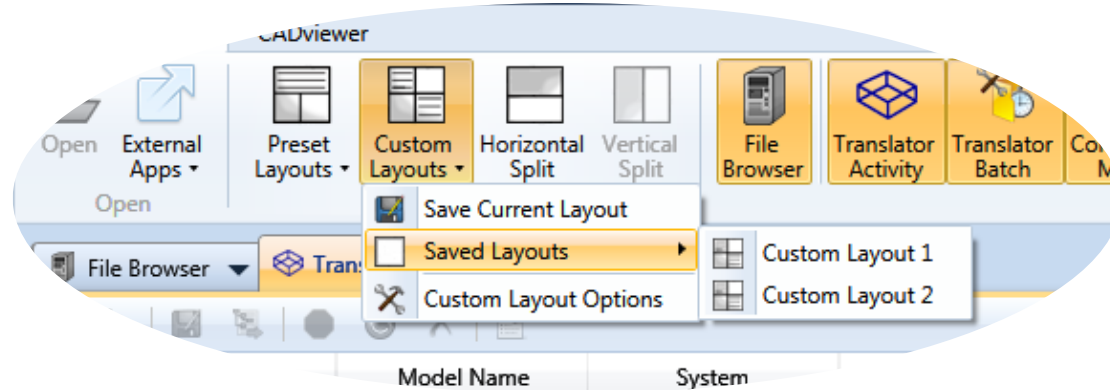 CADviewer
Open
External
Apps
Preset
Layouts
Custom
Layouts
Horizontal
Split
Vertical
Split
File
Browser
Translator
Activity
Translator
Batch
Open
Save Current Layout
Saved Layouts
Custom Layout 1
Custom Layout 2
Custom Layout Options
File Browser
Model Name
System